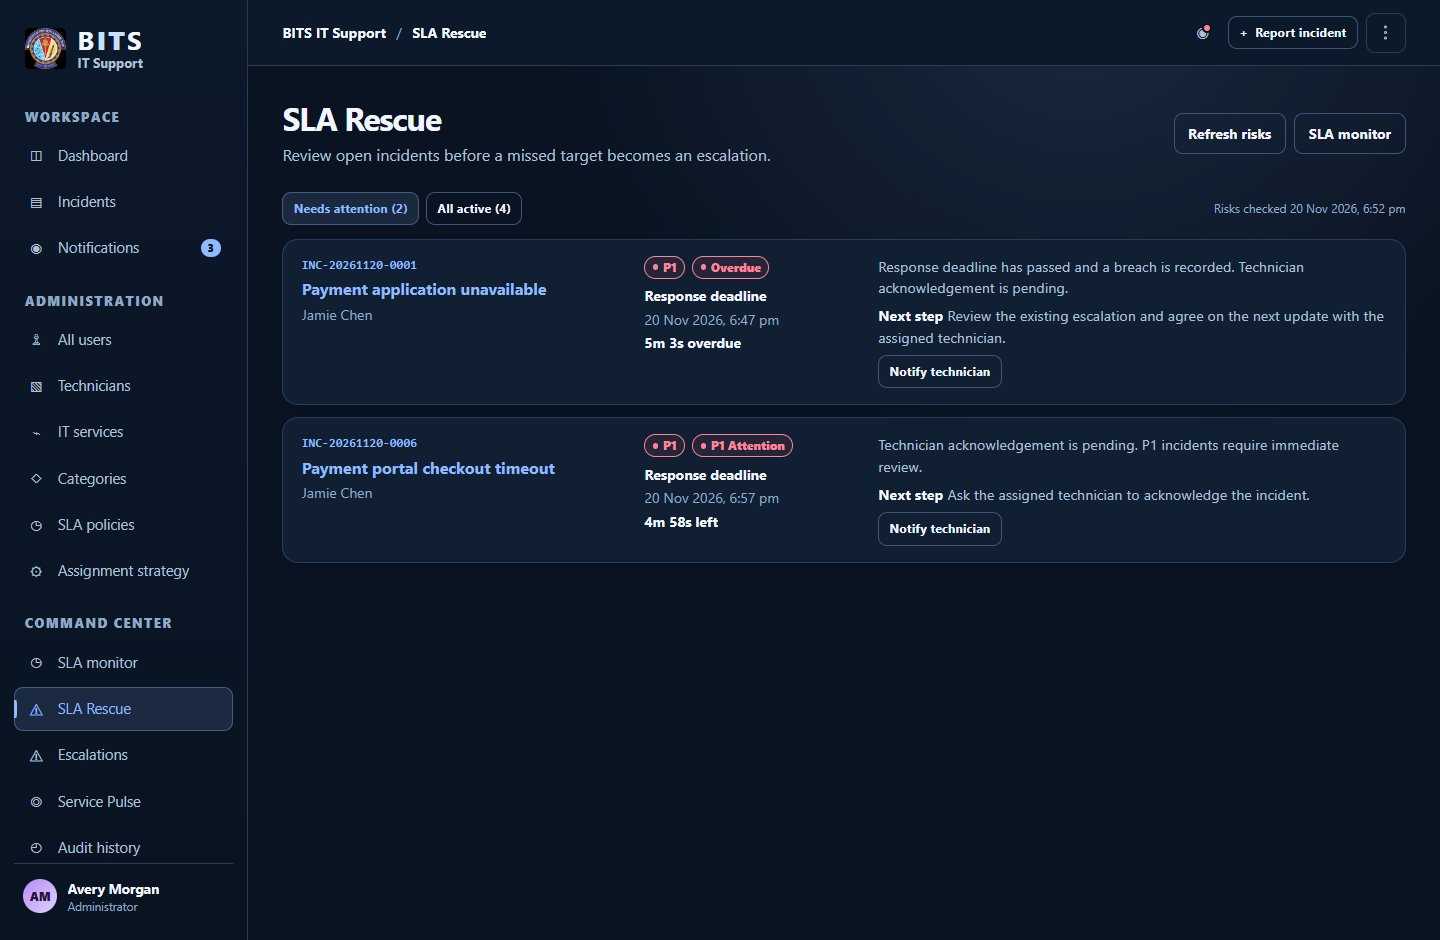 BITS
IT Support
WORKSPACE
Dashboard
Incidents
Notifications 3
ADMINISTRATION
All users
Technicians
IT services
Categories
SLA policies
Assignment strategy
COMMAND CENTER
SLA monitor
SLA Rescue
Escalations
Service Pulse
Audit history
AM
Avery Morgan
Administrator
BITS IT Support / SLA Rescue
+ Report incident
SLA Rescue
Review open incidents before a missed target becomes an escalation.
Refresh risks
SLA monitor
Needs attention (2)
All active (4)
Risks checked 20 Nov 2026, 6:52 pm
INC-20261120-0001
Payment application unavailable
Jamie Chen
P1
Overdue
Response deadline
20 Nov 2026, 6:47 pm
5m 3s overdue
Response deadline has passed and a breach is recorded. Technician
acknowledgement is pending.
Next step Review the existing escalation and agree on the next update with the
assigned technician.
Notify technician
INC-20261120-0006
Payment portal checkout timeout
Jamie Chen
P1
P1 Attention
Response deadline
20 Nov 2026, 6:57 pm
4m 58s left
Technician acknowledgement is pending. P1 incidents require immediate
review.
Next step Ask the assigned technician to acknowledge the incident.
Notify technician